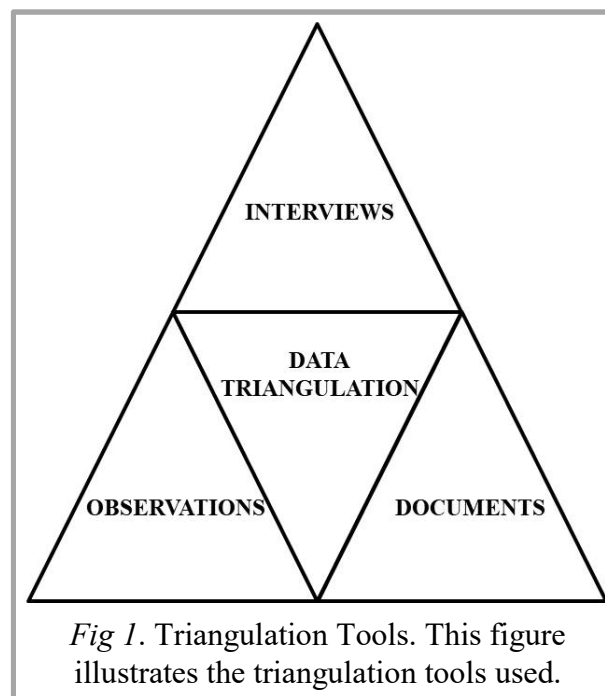 INTERVIEWS
DATA
TRIANGULATION
OBSERVATIONS
DOCUMENTS
Fig 1. Triangulation Tools. This figure
illustrates the triangulation tools used.